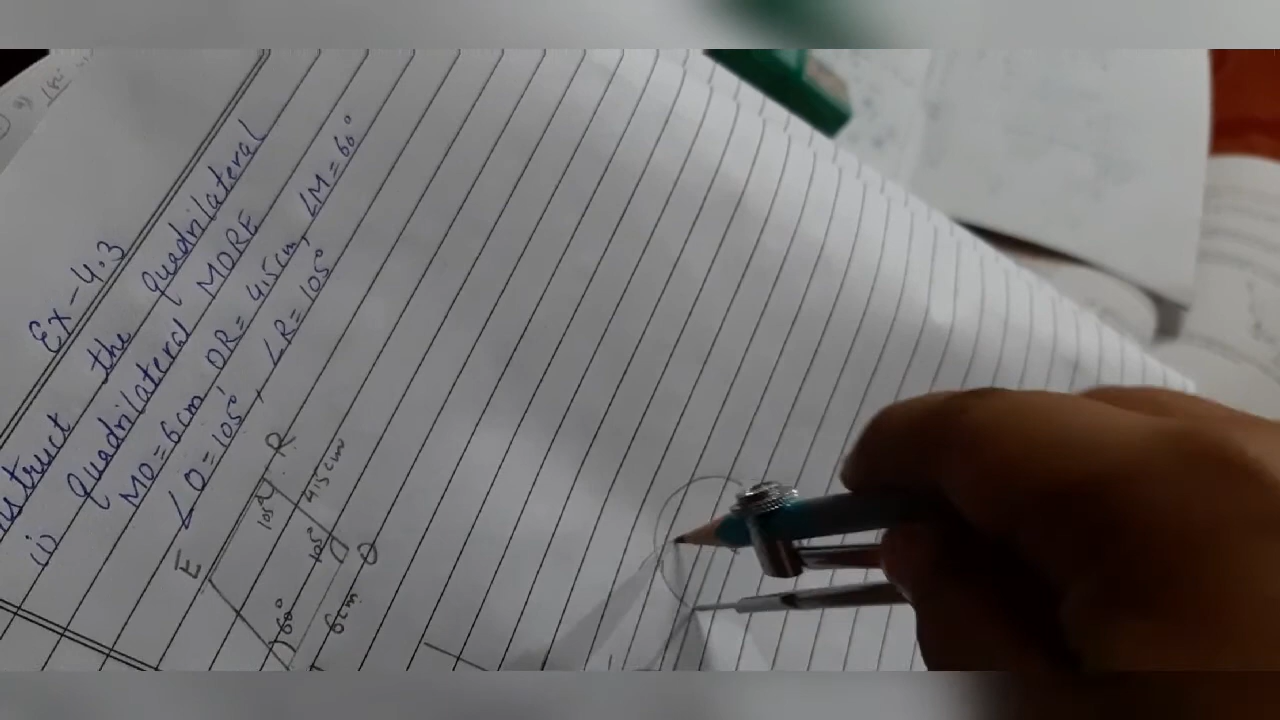 Ex-4.3
the quadrilateral
(i) Quadrilateral MORE
MO=6cm, OR=4.5cm, ∠M=60°
∠O=105°, ∠R=105°
E
R
105°
4.5cm
105°
O
60°
6cm